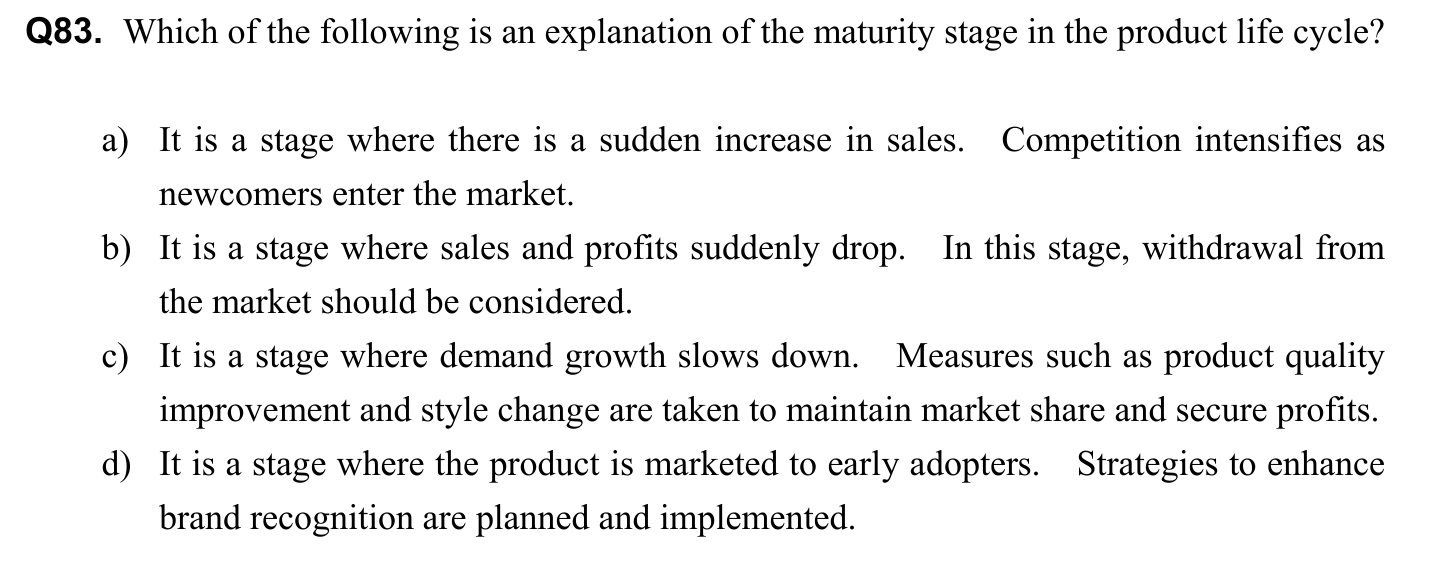 Q83. Which of the following is an explanation of the maturity stage in the product life cycle?
a) It is a stage where there is a sudden increase in sales. Competition intensifies as
newcomers enter the market.
b) It is a stage where sales and profits suddenly drop. In this stage, withdrawal from
the market should be considered.
c) It is a stage where demand growth slows down. Measures such as product quality
improvement and style change are taken to maintain market share and secure profits.
d) It is a stage where the product is marketed to early adopters. Strategies to enhance
brand recognition are planned and implemented.